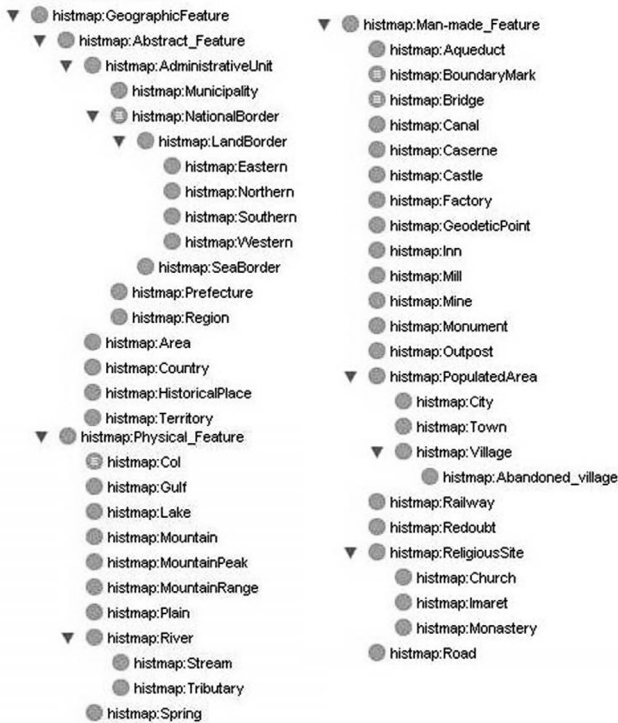 histmap:GeographicFeature
histmap:Abstract_Feature
histmap:AdministrativeUnit
histmap:Municipality
histmap:NationalBorder
histmap:LandBorder
histmap:Eastern
histmap:Northern
histmap:Southern
histmap:Western
histmap:SeaBorder
histmap:Prefecture
histmap:Region
histmap:Area
histmap:Country
histmap:HistoricalPlace
histmap:Territory
histmap:Physical_Feature
histmap:Col
histmap:Gulf
histmap:Lake
histmap:Mountain
histmap:MountainPeak
histmap:MountainRange
histmap:Plain
histmap:River
histmap:Stream
histmap:Tributary
histmap:Spring
histmap:Man-made_Feature
histmap:Aqueduct
histmap:BoundaryMark
histmap:Bridge
histmap:Canal
histmap:Caserne
histmap:Castle
histmap:Factory
histmap:GeodeticPoint
histmap:Inn
histmap:Mill
histmap:Mine
histmap:Monument
histmap:Outpost
histmap:PopulatedArea
histmap:City
histmap:Town
histmap:Village
histmap:Abandoned_village
histmap:Railway
histmap:Redoubt
histmap:ReligiousSite
histmap:Church
histmap:Imaret
histmap:Monastery
histmap:Road